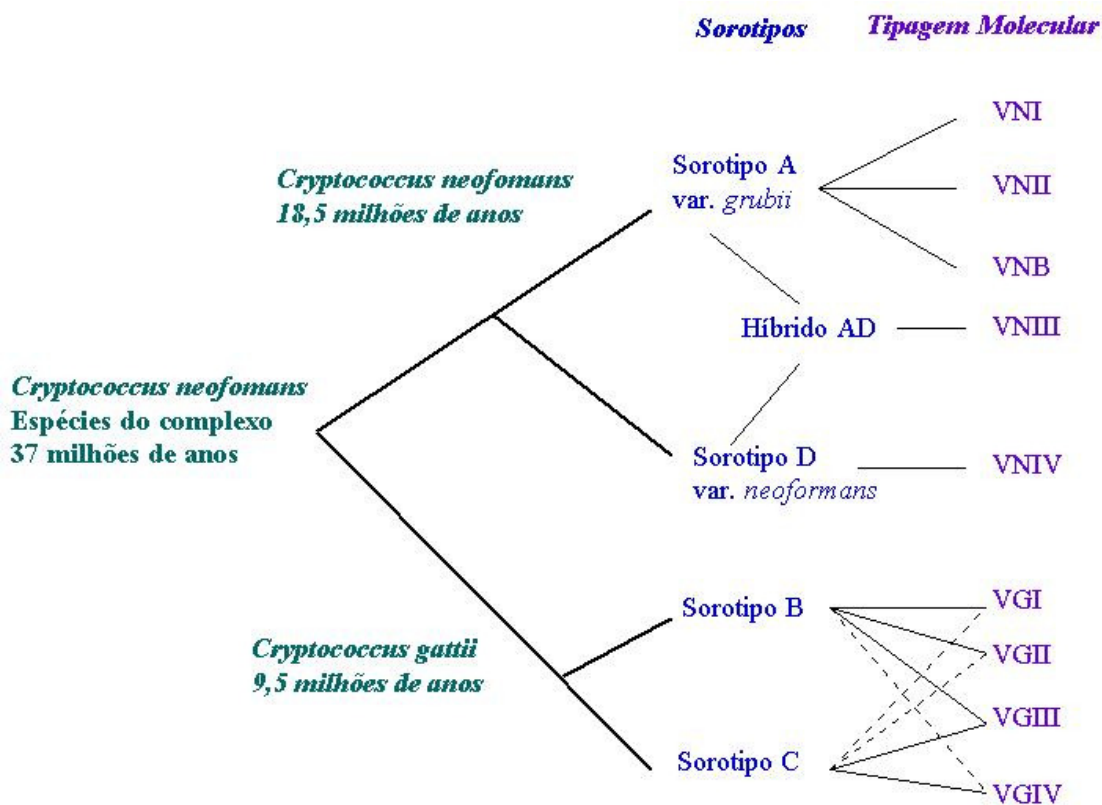 Sorotipos
Tipagem Molecular
VNI
Cryptococcus neofomans
18,5 milhões de anos
Sorotipo A
var. grubii
VNII
VNB
Híbrido AD
VNIII
Cryptococcus neofomans
Espécies do complexo
37 milhões de anos
Sorotipo D
var. neoformans
VNIV
Sorotipo B
VGI
Cryptococcus gattii
9,5 milhões de anos
VGII
VGIII
Sorotipo C
VGIV